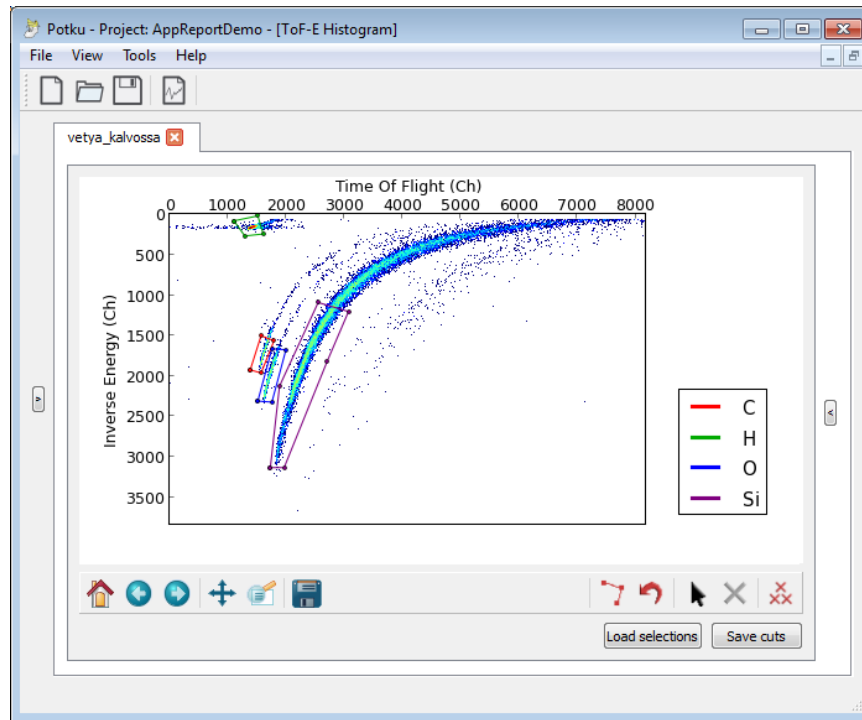 Potku - Project: AppReportDemo - [ToF-E Histogram]
File View Tools Help
vetya_kalvossa
Time Of Flight (Ch)
0 1000 2000 3000 4000 5000 6000 7000 8000
0
500
1000
1500
2000
2500
3000
3500
Inverse Energy (Ch)
C
H
O
Si
Load selections Save cuts